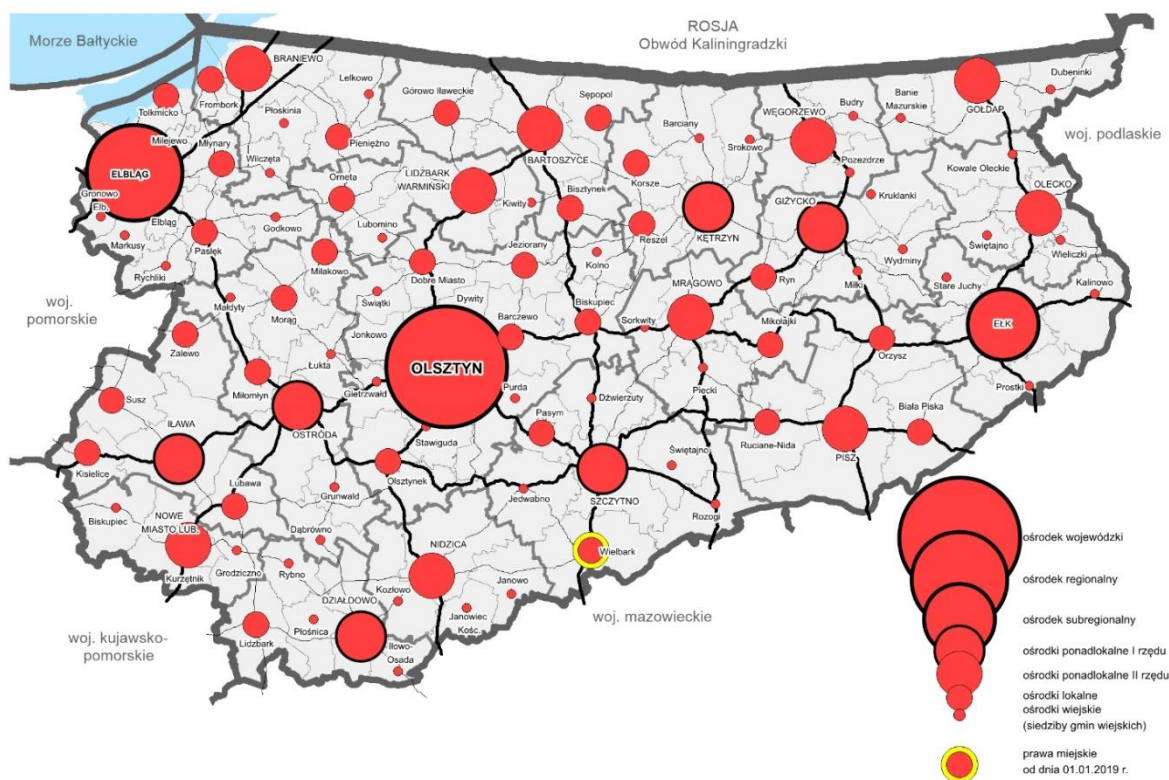 Morze Bałtyckie
ROSJA
Obwód Kaliningradzki
BRANIEWO
Lelkowo
Frombork
Tolkmicko
Płoskinia
Górowo Iławeckie
Sępopol
WĘGORZEWO
Budry
Banie
Mazurskie
Dubeninki
GOŁDAP
woj. podlaskie
Milejewo
Młynary
Pieniężno
Barciany
Srokowo
Wilczęta
BARTOSZYCE
Pozezdrze
Kowale Oleckie
ELBLĄG
Orneta
LIDZBARK
WARMIŃSKI
Korsze
Kruklanki
OLECKO
Gronowo
Elb.
Elbląg
Kiwity
Bisztynek
GIŻYCKO
Godkowo
Lubomino
Reszel
KĘTRZYN
Świętajno
Markusy
Pasłęk
Jeziorany
Wydminy
Wieliczki
Rychliki
Miłakowo
Dobre Miasto
Kolno
Ryn
Miłki
Stare Juchy
Kalinowo
MRĄGOWO
woj.
pomorskie
Małdyty
Morąg
Świątki
Dywity
Biskupiec
Sorkwity
Mikołajki
EŁK
Zalewo
Jonkowo
Barczewo
Orzysz
Łukta
OLSZTYN
Miłomłyn
Gietrzwałd
Purda
Dźwierzuty
Piecki
Prostki
Susz
Pasym
Biała Piska
IŁAWA
OSTRÓDA
Stawiguda
Ruciane-Nida
PISZ
Kisielice
Olsztynek
Świętajno
Lubawa
Grunwald
Jedwabno
SZCZYTNO
Biskupiec
NOWE
MIASTO LUB.
Dąbrówno
Rozogi
NIDZICA
Wielbark
Kurzętnik
Grodziczno
Rybno
Kozłowo
Janowo
DZIAŁDOWO
Janowiec
Kośc.
woj. mazowieckie
woj. kujawsko-
pomorskie
Lidzbark
Płośnica
Iłowo-
Osada
ośrodek wojewódzki
ośrodek regionalny
ośrodek subregionalny
ośrodki ponadlokalne I rzędu
ośrodki ponadlokalne II rzędu
ośrodki lokalne
ośrodki wiejskie
(siedziby gmin wiejskich)
prawa miejskie
od dnia 01.01.2019 r.